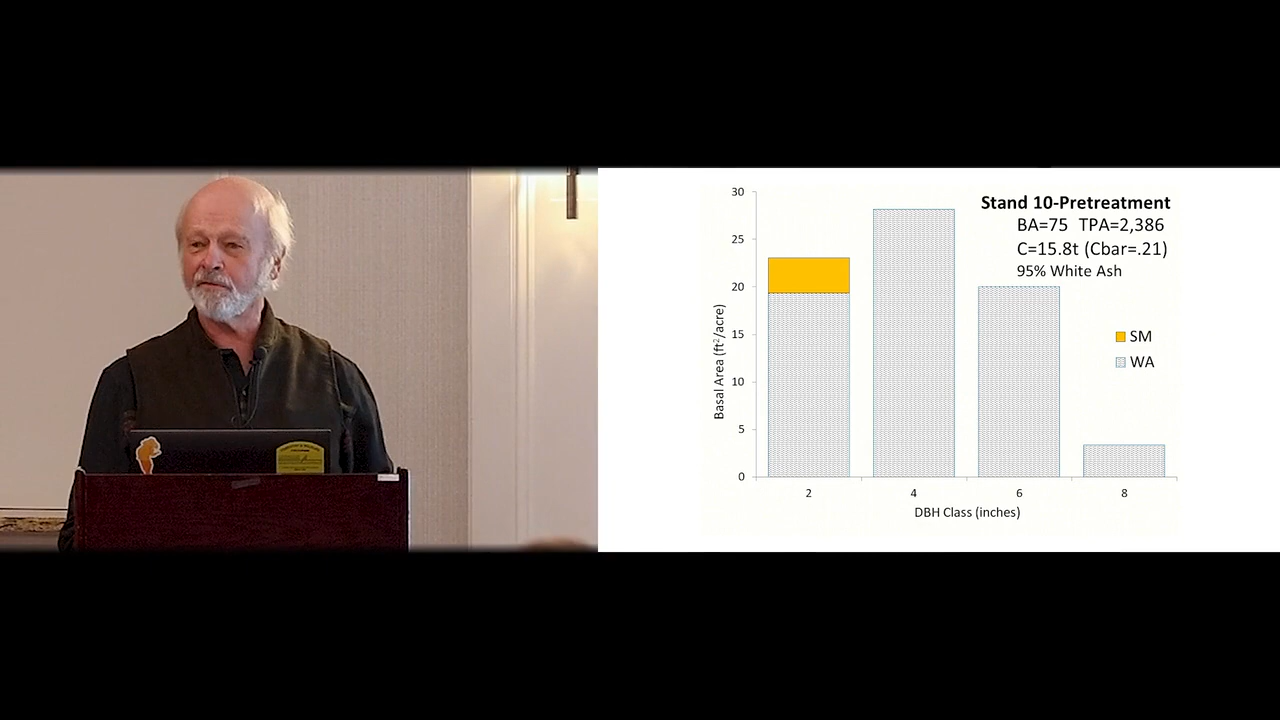 Stand 10-Pretreatment
BA=75 TPA=2,386
C=15.8t (Cbar=.21)
95% White Ash
SM
WA
Basal Area (ft²/acre)
30
25
20
15
10
5
0
2 4 6 8
DBH Class (inches)